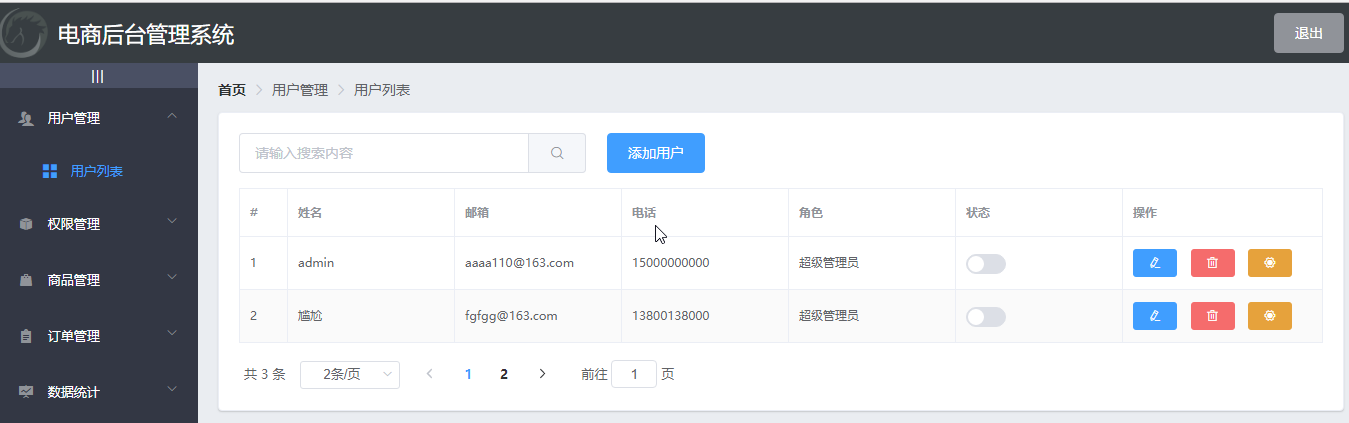 电商后台管理系统
退出
|||
用户管理
用户列表
权限管理
商品管理
订单管理
数据统计
首页 > 用户管理 > 用户列表
请输入搜索内容
添加用户
# 姓名 邮箱 电话 角色 状态 操作
1 admin aaaa110@163.com 15000000000 超级管理员
2 尴尬 fgfgg@163.com 13800138000 超级管理员
共 3 条 2条/页 < 1 2 > 前往 1 页